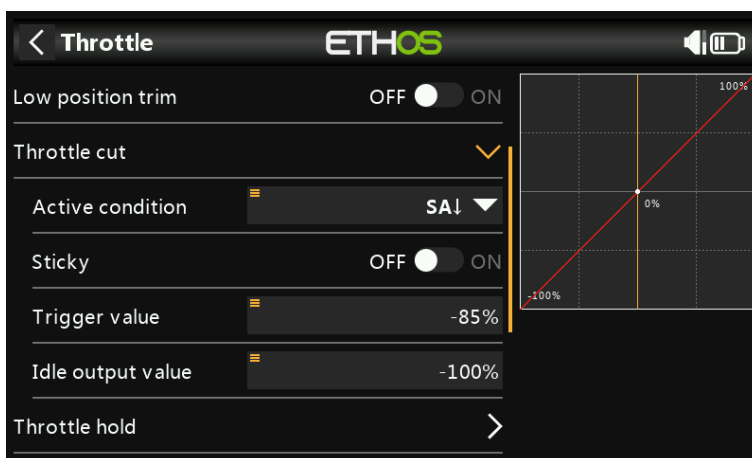 Throttle
ETHOS
Low position trim OFF ON
Throttle cut
Active condition SA↓
Sticky OFF ON
Trigger value -85%
Idle output value -100%
Throttle hold
100%
0%
-100%